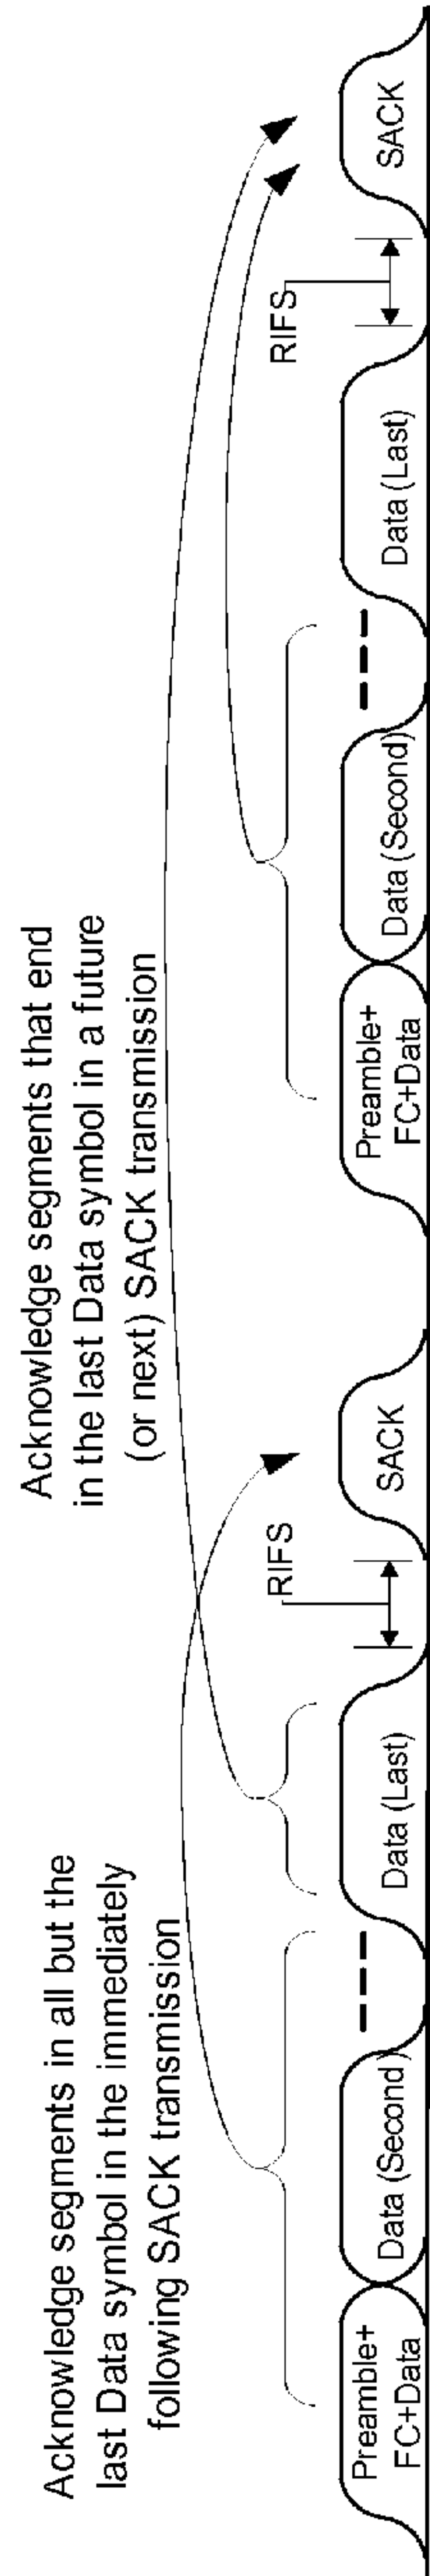 Acknowledge segments in all but the
last Data symbol in the immediately
following SACK transmission
Acknowledge segments that end
in the last Data symbol in a future
(or next) SACK transmission
RIFS
RIFS
Preamble+
FC+Data
Data (Second)
Data (Last)
SACK
Preamble+
FC+Data
Data (Second)
Data (Last)
SACK